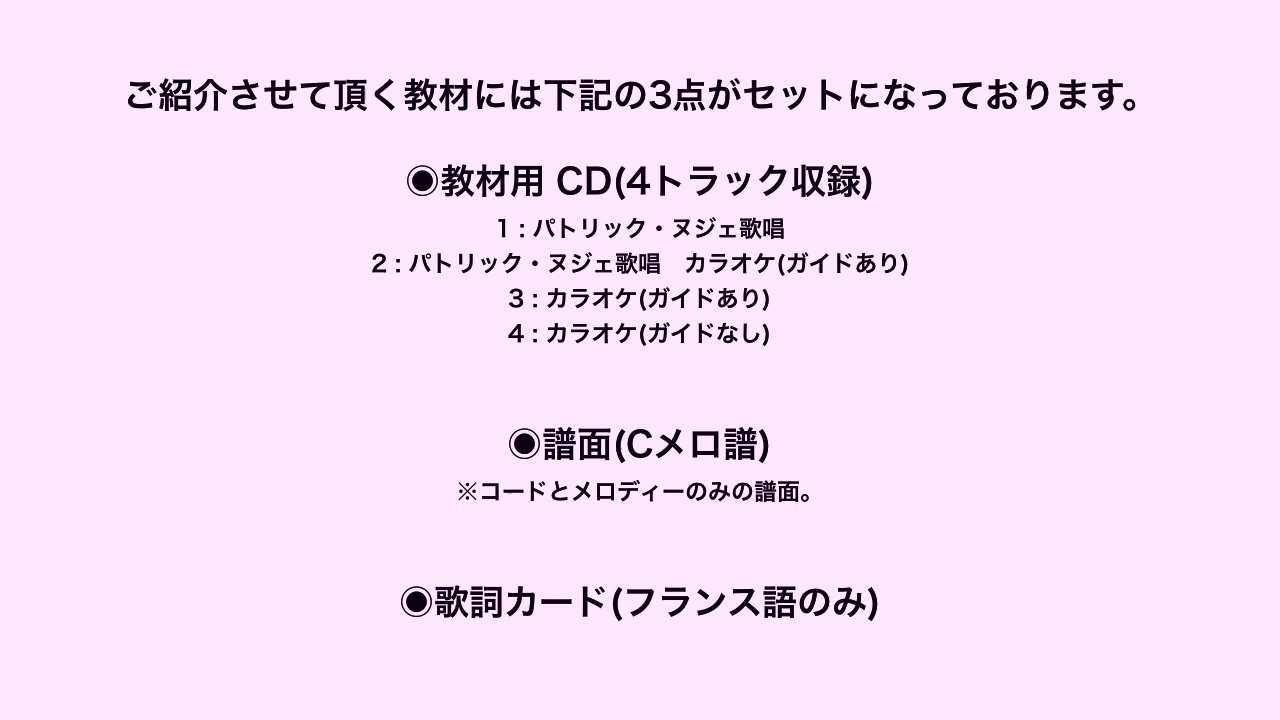 ご紹介させて頂く教材には下記の3点がセットになっております。
◉教材用 CD(4トラック収録)
1 : パトリック・ヌジェ歌唱
2 : パトリック・ヌジェ歌唱　カラオケ(ガイドあり)
3 : カラオケ(ガイドあり)
4 : カラオケ(ガイドなし)
◉譜面(Cメロ譜)
※コードとメロディーのみの譜面。
◉歌詞カード(フランス語のみ)